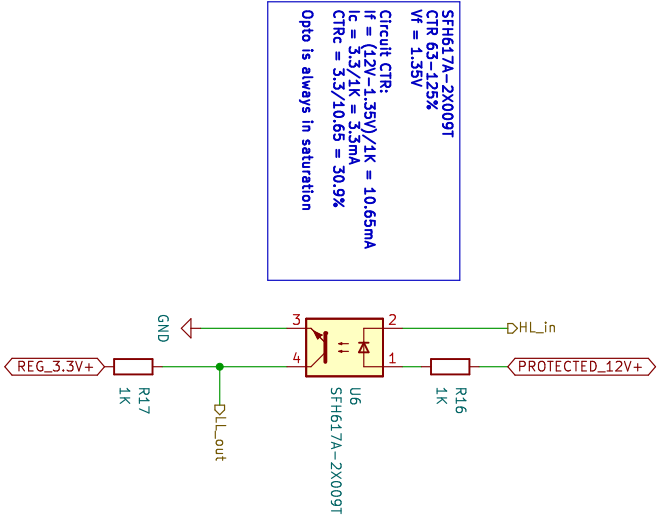 SFH617A-2X009T
CTR 63-125%
Vf = 1.35V
Circuit CTR:
If = (12V-1.35V)/1K = 10.65mA
Ic = 3.3/1K = 3.3mA
CTRc = 3.3/10.65 = 30.9%
Opto is always in saturation
GND
3
2
HL_in
REG_3.3V+
4
1
PROTECTED_12V+
R17
1K
LL_out
U6
SFH617A-2X009T
R16
1K